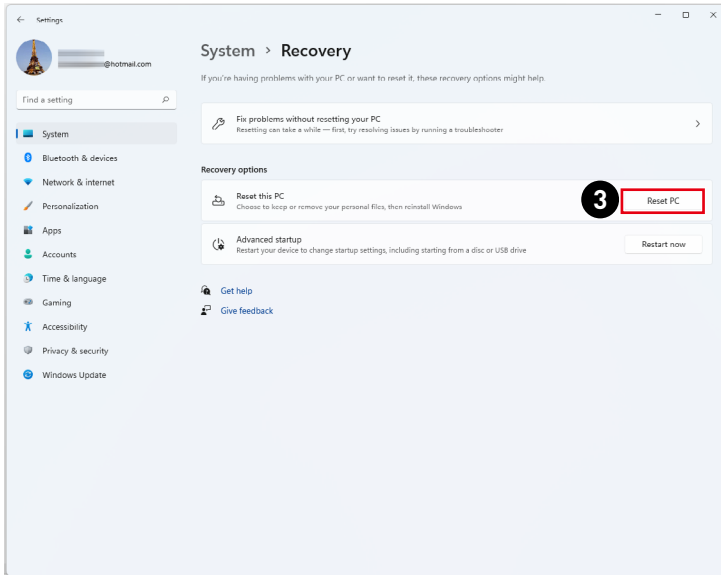 Settings
@hotmail.com
Find a setting
System
Bluetooth & devices
Network & internet
Personalization
Apps
Accounts
Time & language
Gaming
Accessibility
Privacy & security
Windows Update
System > Recovery
If you're having problems with your PC or want to reset it, these recovery options might help.
Fix problems without resetting your PC
Resetting can take a while — first, try resolving issues by running a troubleshooter
Recovery options
Reset this PC
Choose to keep or remove your personal files, then reinstall Windows
3
Reset PC
Advanced startup
Restart your device to change startup settings, including starting from a disc or USB drive
Restart now
Get help
Give feedback